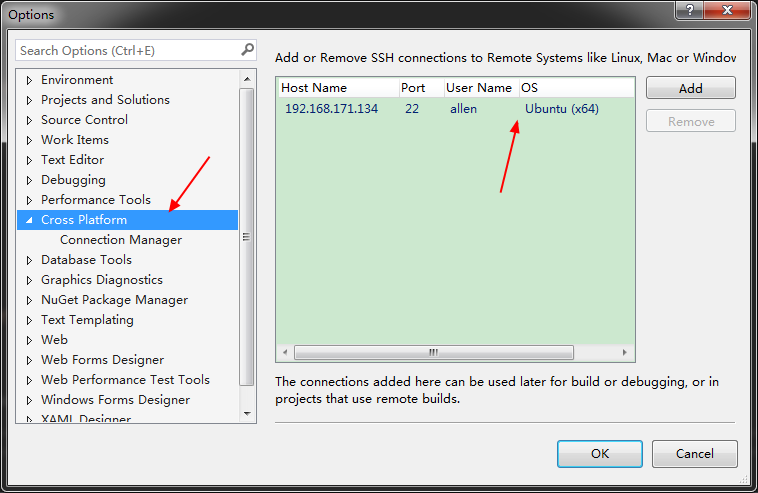 Options
?
Search Options (Ctrl+E)
Environment
Projects and Solutions
Source Control
Work Items
Text Editor
Debugging
Performance Tools
Cross Platform
Connection Manager
Database Tools
Graphics Diagnostics
NuGet Package Manager
Text Templating
Web
Web Forms Designer
Web Performance Test Tools
Windows Forms Designer
XAML Designer
Add or Remove SSH connections to Remote Systems like Linux, Mac or Window
Host Name Port User Name OS
192.168.171.134 22 allen Ubuntu (x64)
Add
Remove
The connections added here can be used later for build or debugging, or in
projects that use remote builds.
OK
Cancel